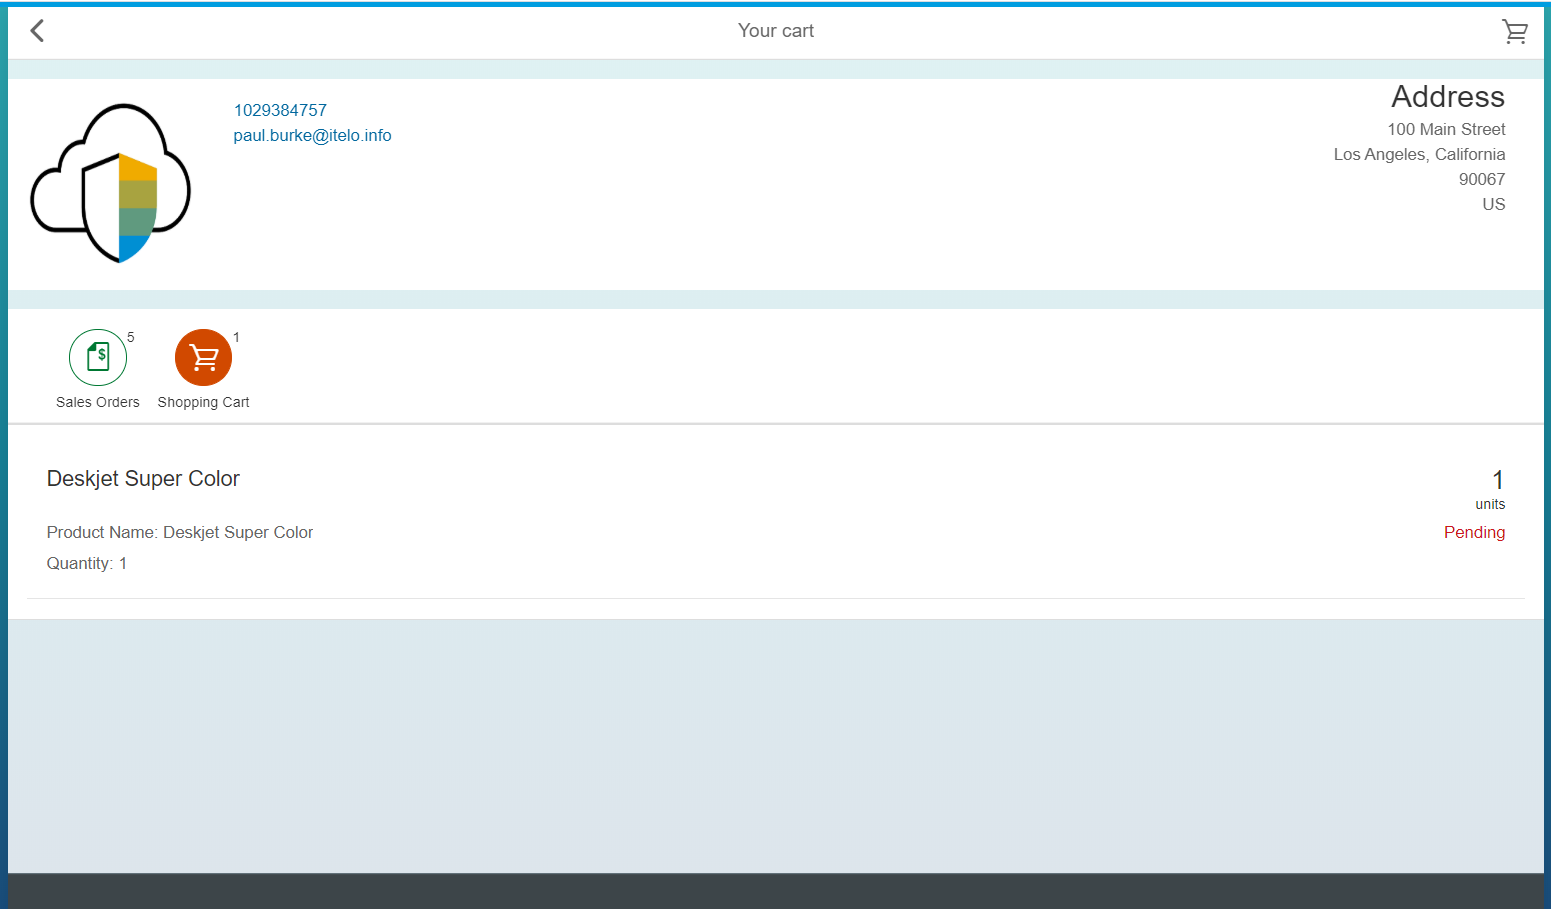 Your cart
1029384757
paul.burke@itelo.info
Address
100 Main Street
Los Angeles, California
90067
US
5
1
$
Sales Orders
Shopping Cart
Deskjet Super Color
1
units
Product Name: Deskjet Super Color
Pending
Quantity: 1